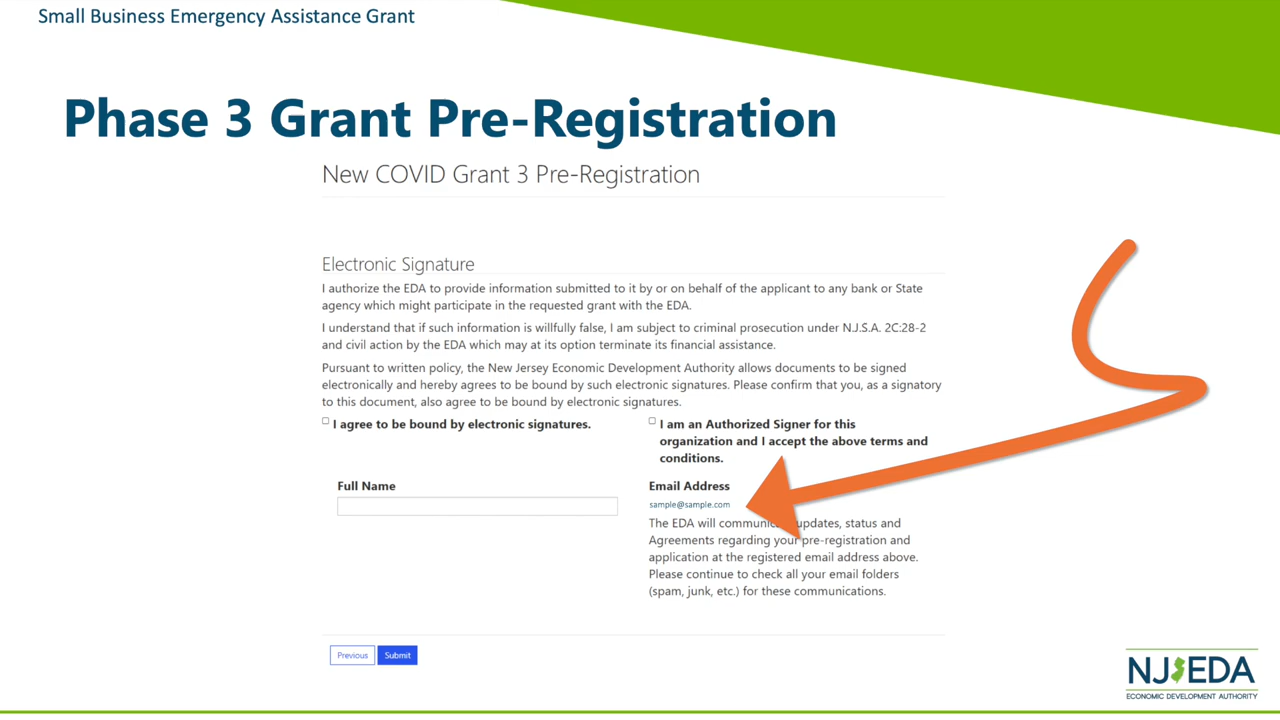 Small Business Emergency Assistance Grant
Phase 3 Grant Pre-Registration
New COVID Grant 3 Pre-Registration
Electronic Signature
I authorize the EDA to provide information submitted to it by or on behalf of the applicant to any bank or State
agency which might participate in the requested grant with the EDA.
I understand that if such information is willfully false, I am subject to criminal prosecution under N.J.S.A. 2C:28-2
and civil action by the EDA which may at its option terminate its financial assistance.
Pursuant to written policy, the New Jersey Economic Development Authority allows documents to be signed
electronically and hereby agrees to be bound by such electronic signatures. Please confirm that you, as a signatory
to this document, also agree to be bound by electronic signatures.
I agree to be bound by electronic signatures.
I am an Authorized Signer for this
organization and I accept the above terms and
conditions.
Full Name
Email Address
sample@sample.com
The EDA will updates, status and
Agreements regarding your pre-registration and
application at the registered email address above.
Please continue to check all your email folders
(spam, junk, etc.) for these communications.
Previous
Submit
NJEDA
ECONOMIC DEVELOPMENT AUTHORITY